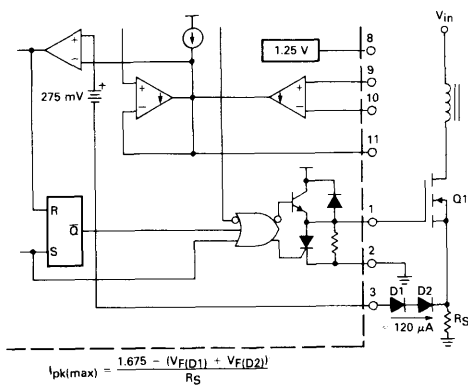 V_in
8
1.25 V
9
275 mV
10
11
1
Q1
R
Q̅
S
2
3
D1 D2
120 μA
R_S
I_pk(max) = 1.675 − (V_F(D1) + V_F(D2)) / R_S